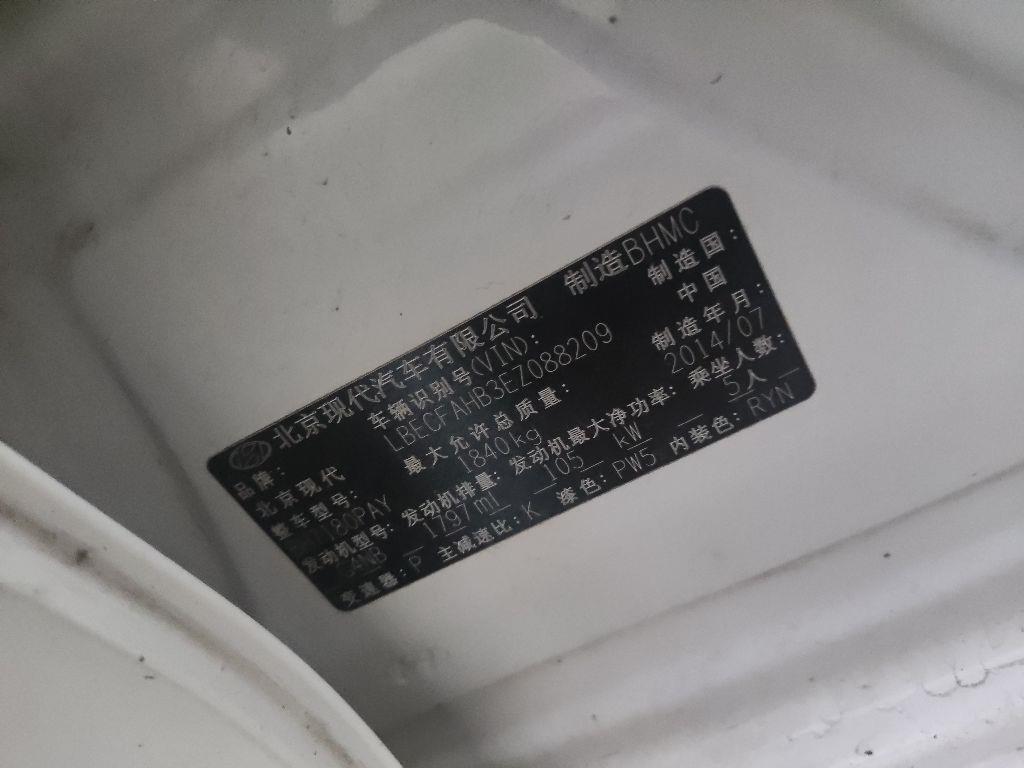 北京现代汽车有限公司 制造BHMC
品牌: 车辆识别号(VIN): 制造国:
北京现代 LBECFAHB3EZ088209 中国
整车型号: 最大允许总质量: 制造年月:
1840kg 2014/07
发动机型号: 发动机排量: 发动机最大净功率: 乘坐人数:
1797ml 105 kW 5人
变速器: P 主减速比: K 漆色: PW5 内装色: RYN